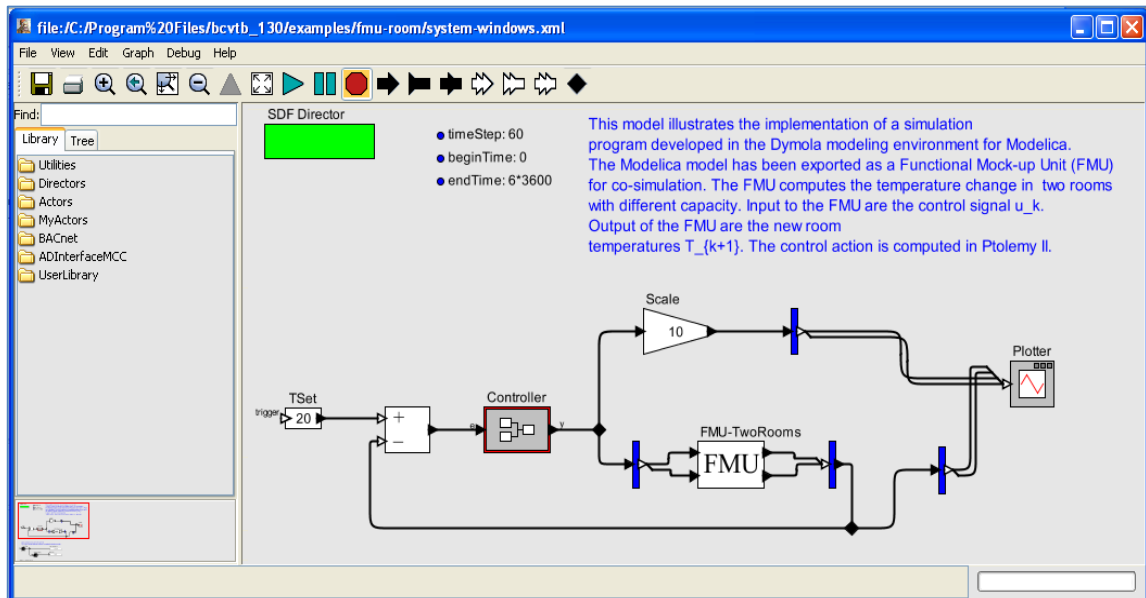 file:/C:/Program%20Files/bcvtb_130/examples/fmu-room/system-windows.xml
File View Edit Graph Debug Help
Find:
Library Tree
Utilities
Directors
Actors
MyActors
BACnet
ADInterfaceMCC
UserLibrary
SDF Director
timeStep: 60
beginTime: 0
endTime: 6*3600
This model illustrates the implementation of a simulation
program developed in the Dymola modeling environment for Modelica.
The Modelica model has been exported as a Functional Mock-up Unit (FMU)
for co-simulation. The FMU computes the temperature change in two rooms
with different capacity. Input to the FMU are the control signal u_k.
Output of the FMU are the new room
temperatures T_{k+1}. The control action is computed in Ptolemy II.
Scale
10
Plotter
TSet
trigger
20
+
−
Controller
e
y
FMU-TwoRooms
FMU